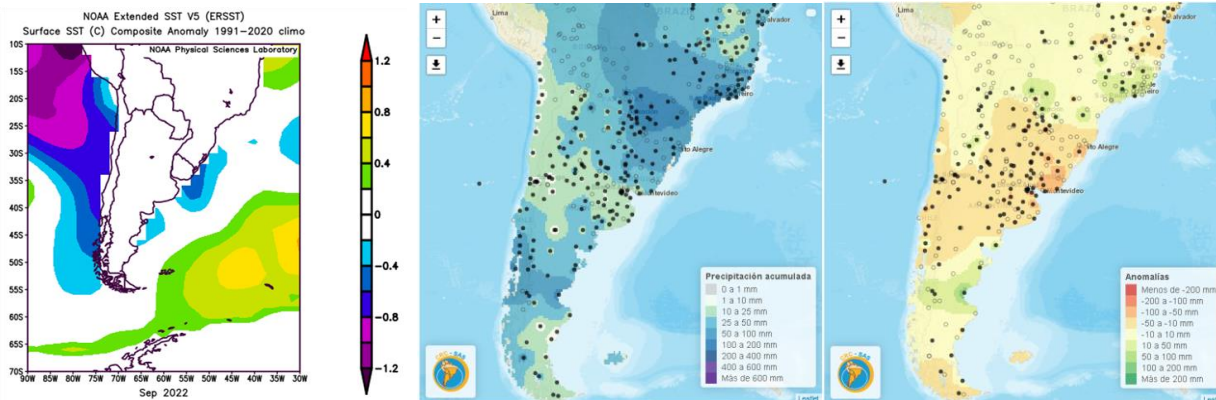 NOAA Extended SST V5 (ERSST)
Surface SST (C) Composite Anomaly 1991-2020 climo
NOAA Physical Sciences Laboratory
10S
15S
20S
25S
30S
35S
40S
45S
50S
55S
60S
65S
70S
90W
85W
80W
75W
70W
65W
60W
55W
50W
45W
40W
35W
30W
Sep 2022
1.2
0.8
0.4
0
-0.4
-0.8
-1.2
+
−
Lima
BRAZIL
Salvador
Montevideo
Precipitación acumulada
0 a 1 mm
1 a 10 mm
10 a 25 mm
25 a 50 mm
50 a 100 mm
100 a 200 mm
200 a 400 mm
400 a 600 mm
Más de 600 mm
CRC - SAS
Leaflet
+
−
Lima
Salvador
Montevideo
Anomalías
Menos de -200 mm
-200 a -100 mm
-100 a -50 mm
-50 a -10 mm
-10 a 10 mm
10 a 50 mm
50 a 100 mm
100 a 200 mm
Más de 200 mm
CRC - SAS